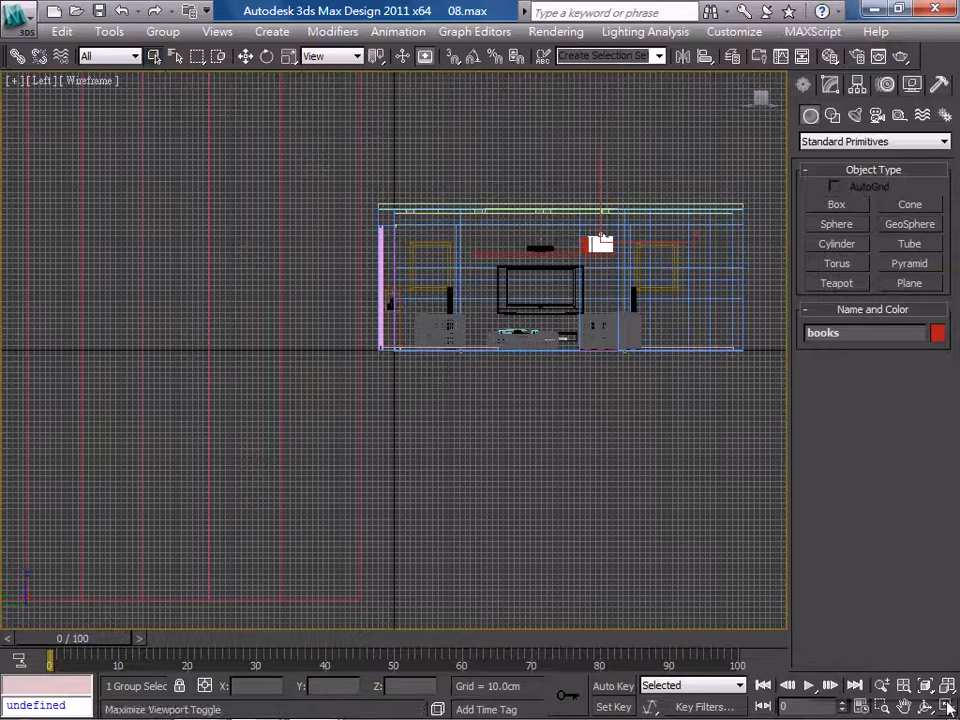 Autodesk 3ds Max Design 2011 x64 08.max
Type a keyword or phrase
3DS
Edit Tools Group Views Create Modifiers Animation Graph Editors Rendering Lighting Analysis Customize MAXScript Help
All View Create Selection Se
[ + ] [ Left ] [ Wireframe ]
Standard Primitives
- Object Type
AutoGrid
Box Cone
Sphere GeoSphere
Cylinder Tube
Torus Pyramid
Teapot Plane
- Name and Color
books
< 0 / 100 >
0 10 20 30 40 50 60 70 80 90 100
1 Group Selec X: Y: Z: Grid = 10.0cm Auto Key Selected
undefined Maximize Viewport Toggle Add Time Tag Set Key Key Filters... 0